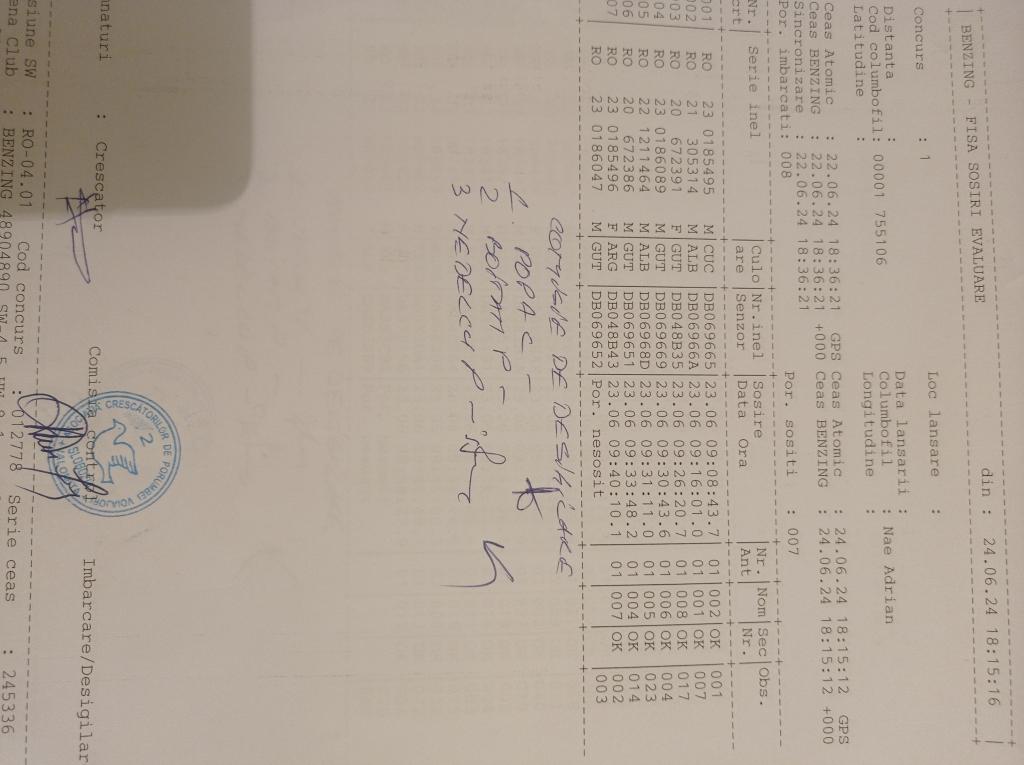 BENZING - FISA SOSIRI EVALUARE din : 24.06.24 18:15:16
Concurs : 1 Loc lansare :
Distanta : Data lansarii :
Cod columbofil: 00001 755106 Columbofil : Nae Adrian
Latitudine : Longitudine :
Ceas Atomic : 22.06.24 18:36:21 GPS Ceas Atomic : 24.06.24 18:15:12 GPS
Ceas BENZING : 22.06.24 18:36:21 +000 Ceas BENZING : 24.06.24 18:15:12 +000
Sincronizare : 22.06.24 18:36:21
Por. imbarcati: 008 Por. sositi : 007
Nr. Serie inel Culo Nr.inel Sosire Nr. Nom Sec Obs.
crt are Senzor Data Ora Ant Nr.
001 RO 23 0185495 M CUC DB069665 23.06 09:08:43.7 01 002 OK 001
002 RO 21 305314 M ALB DB06966A 23.06 09:16:01.0 01 001 OK 007
003 RO 20 672391 F GUT DB048B35 23.06 09:26:20.7 01 008 OK 017
04 RO 23 0186089 M GUT DB069669 23.06 09:30:43.6 01 006 OK 004
05 RO 22 1211464 M ALB DB06968D 23.06 09:31:11.0 01 005 OK 023
06 RO 20 672386 M GUT DB069651 23.06 09:33:48.2 01 004 OK 014
07 RO 23 0185496 F ARG DB048B43 23.06 09:40:10.1 01 007 OK 002
RO 23 0186047 M GUT DB069652 Por. nesosit 003
DE DESCHIDERE
1. POPA C -
2 P -
3 NEDELCU P -
naturi : Crescator Comisia control Imbarcare/Desigilar
CRESCATORILOR DE PORUMBEI VOIAJORI
2
siune SW : RO-04.01 Cod concurs : 012778 Serie ceas : 245336
ena Club : BENZING 48904890